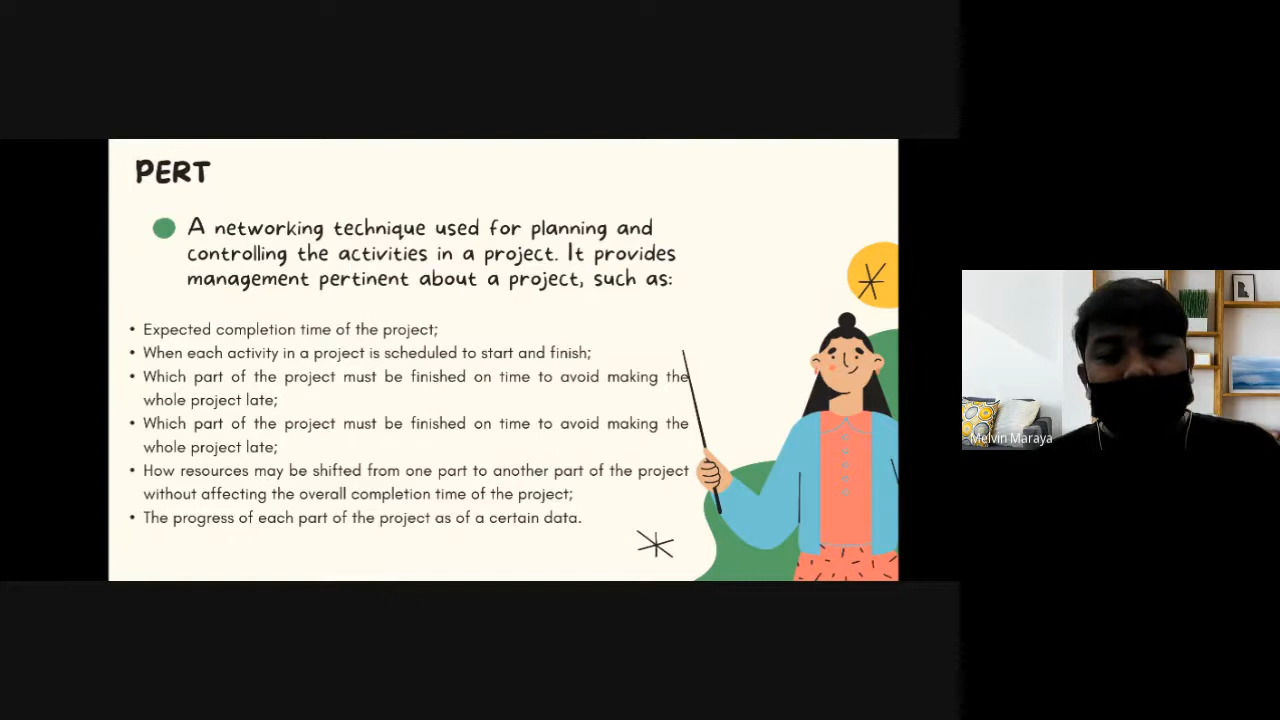 PERT
A networking technique used for planning and
controlling the activities in a project. It provides
management pertinent about a project, such as:
• Expected completion time of the project;
• When each activity in a project is scheduled to start and finish;
• Which part of the project must be finished on time to avoid making the
whole project late;
• Which part of the project must be finished on time to avoid making the
whole project late;
• How resources may be shifted from one part to another part of the project
without affecting the overall completion time of the project;
• The progress of each part of the project as of a certain data.
Melvin Maraya